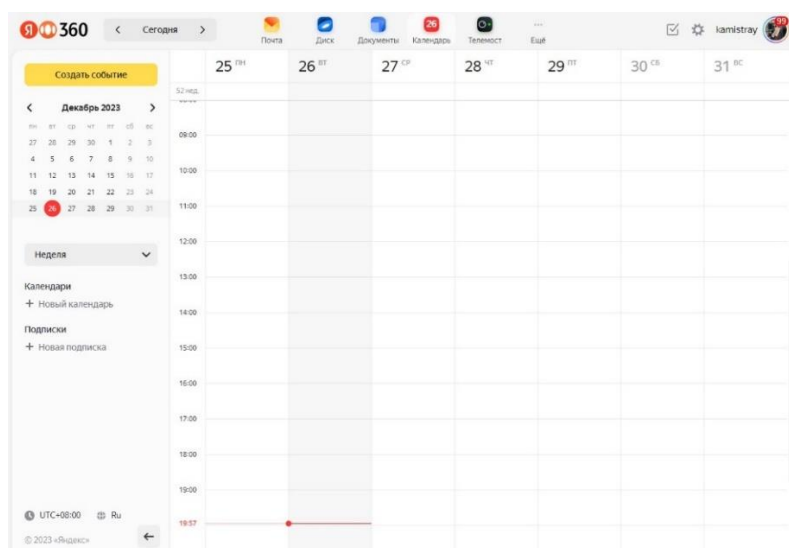 Я 360
Сегодня
Почта
Диск
Документы
26
Календарь
Телемост
Ещё
kamistray
99
Создать событие
Декабрь 2023
пн вт ср чт пт сб вс
27 28 29 30 1 2 3
4 5 6 7 8 9 10
11 12 13 14 15 16 17
18 19 20 21 22 23 24
25 26 27 28 29 30 31
Неделя
Календари
+ Новый календарь
Подписки
+ Новая подписка
UTC+08:00 Ru
© 2023 «Яндекс»
25 ПН 26 ВТ 27 СР 28 ЧТ 29 ПТ 30 СБ 31 ВС
52 нед.
09:00
10:00
11:00
12:00
13:00
14:00
15:00
16:00
17:00
18:00
19:00
19:57